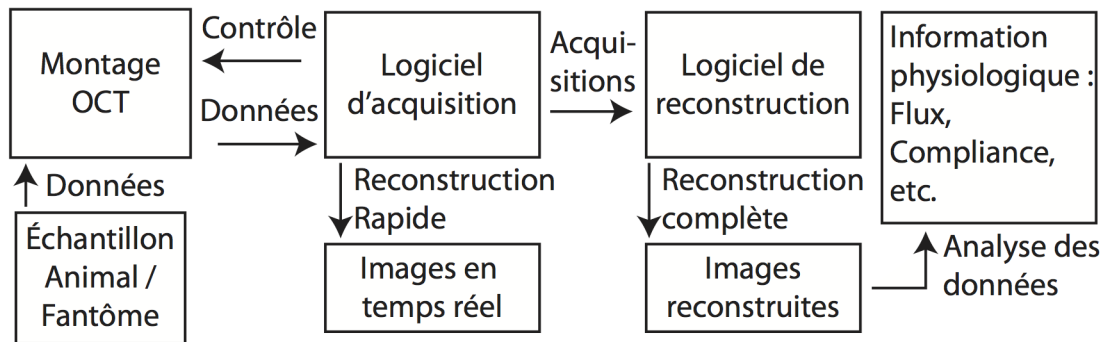 Montage
OCT
Contrôle
Données
Logiciel
d’acquisition
Acqui-
sitions
Logiciel de
reconstruction
Information
physiologique :
Flux,
Compliance,
etc.
Données
Échantillon
Animal /
Fantôme
Reconstruction
Rapide
Images en
temps réel
Reconstruction
complète
Images
reconstruites
Analyse des
données